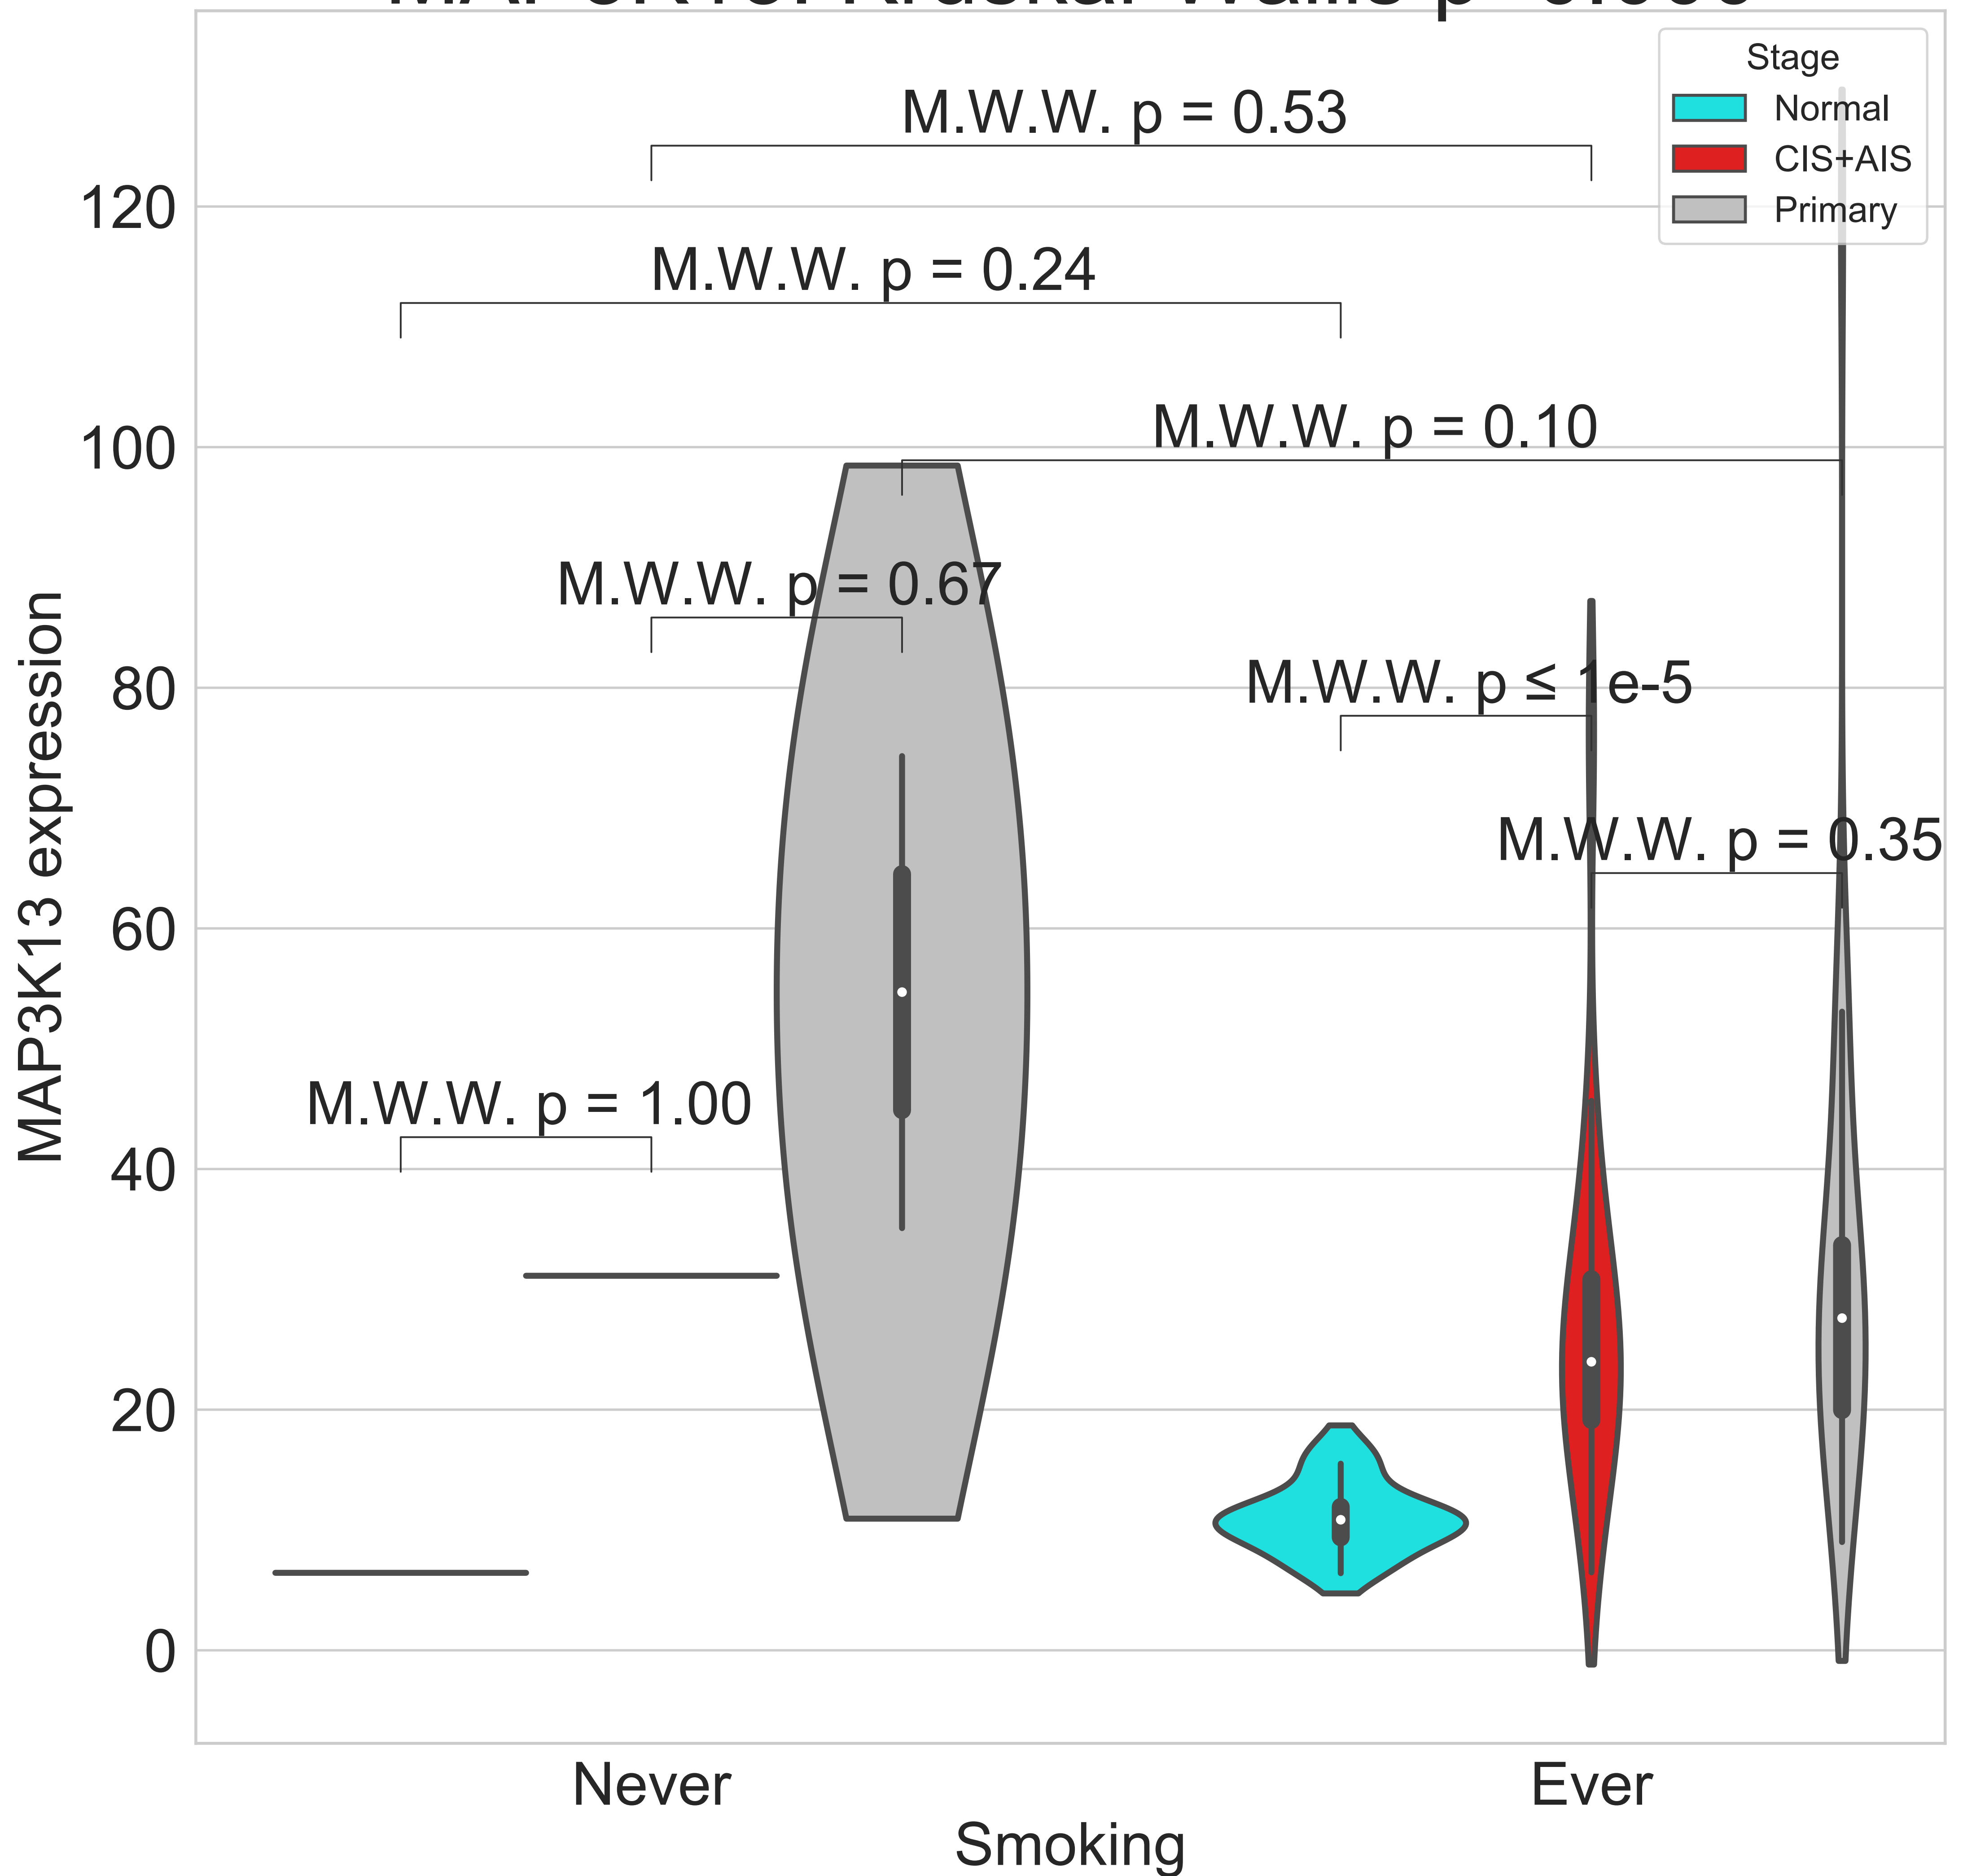 Stage
Normal
CIS+AIS
Primary
M.W.W. p = 0.53
M.W.W. p = 0.24
M.W.W. p = 0.10
M.W.W. p = 0.67
M.W.W. p ≤ 1e-5
M.W.W. p = 0.35
M.W.W. p = 1.00
120
100
80
60
40
20
0
MAP3K13 expression
Never
Ever
Smoking